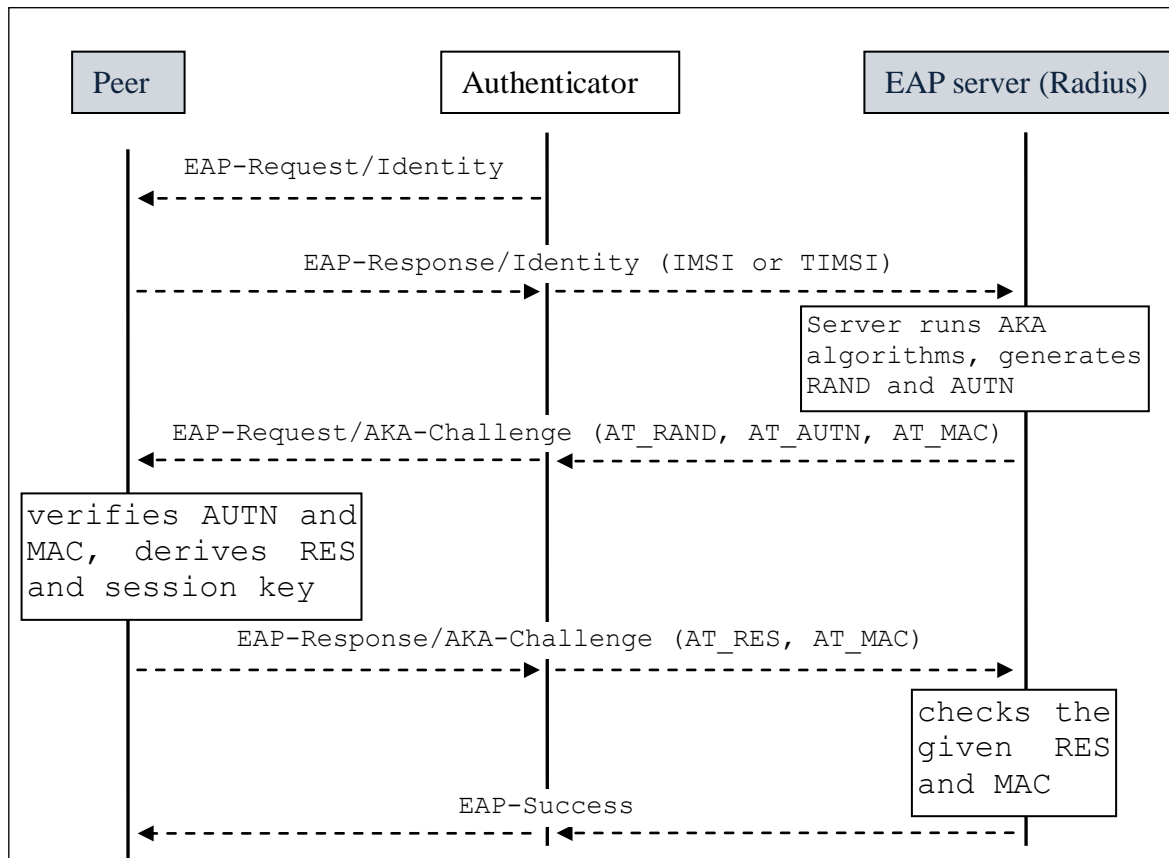 Peer
Authenticator
EAP server (Radius)
EAP-Request/Identity
EAP-Response/Identity (IMSI or TIMSI)
Server runs AKA
algorithms, generates
RAND and AUTN
EAP-Request/AKA-Challenge (AT_RAND, AT_AUTN, AT_MAC)
verifies AUTN and
MAC, derives RES
and session key
EAP-Response/AKA-Challenge (AT_RES, AT_MAC)
checks the
given RES
and MAC
EAP-Success